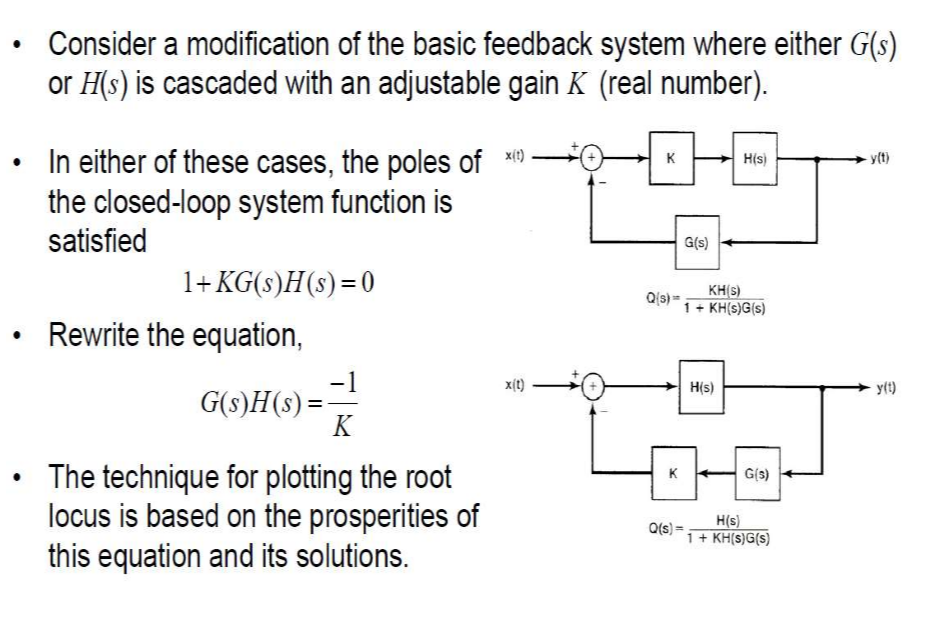 • Consider a modification of the basic feedback system where either G(s)
or H(s) is cascaded with an adjustable gain K (real number).
• In either of these cases, the poles of
the closed-loop system function is
satisfied
1+KG(s)H(s)=0
• Rewrite the equation,
G(s)H(s)=-1/K
• The technique for plotting the root
locus is based on the prosperities of
this equation and its solutions.
x(t) + + K H(s) y(t)
−
G(s)
Q(s)= KH(s)/1 + KH(s)G(s)
x(t) + + H(s) y(t)
−
K G(s)
Q(s)= H(s)/1 + KH(s)G(s)